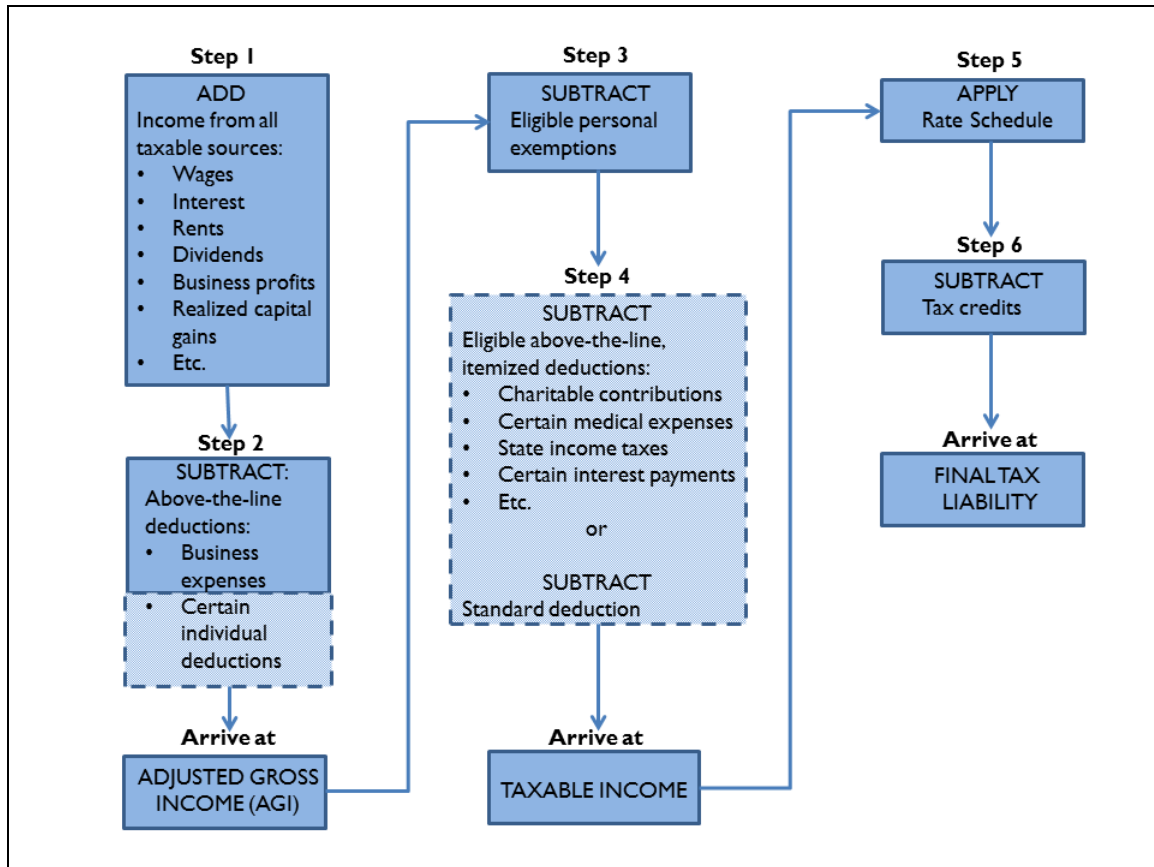 Step 1
ADD
Income from all
taxable sources:
• Wages
• Interest
• Rents
• Dividends
• Business profits
• Realized capital
gains
• Etc.
Step 2
SUBTRACT:
Above-the-line
deductions:
• Business
expenses
• Certain
individual
deductions
Arrive at
ADJUSTED GROSS
INCOME (AGI)
Step 3
SUBTRACT
Eligible personal
exemptions
Step 4
SUBTRACT
Eligible above-the-line,
itemized deductions:
• Charitable contributions
• Certain medical expenses
• State income taxes
• Certain interest payments
• Etc.
or
SUBTRACT
Standard deduction
Arrive at
TAXABLE INCOME
Step 5
APPLY
Rate Schedule
Step 6
SUBTRACT
Tax credits
Arrive at
FINAL TAX
LIABILITY